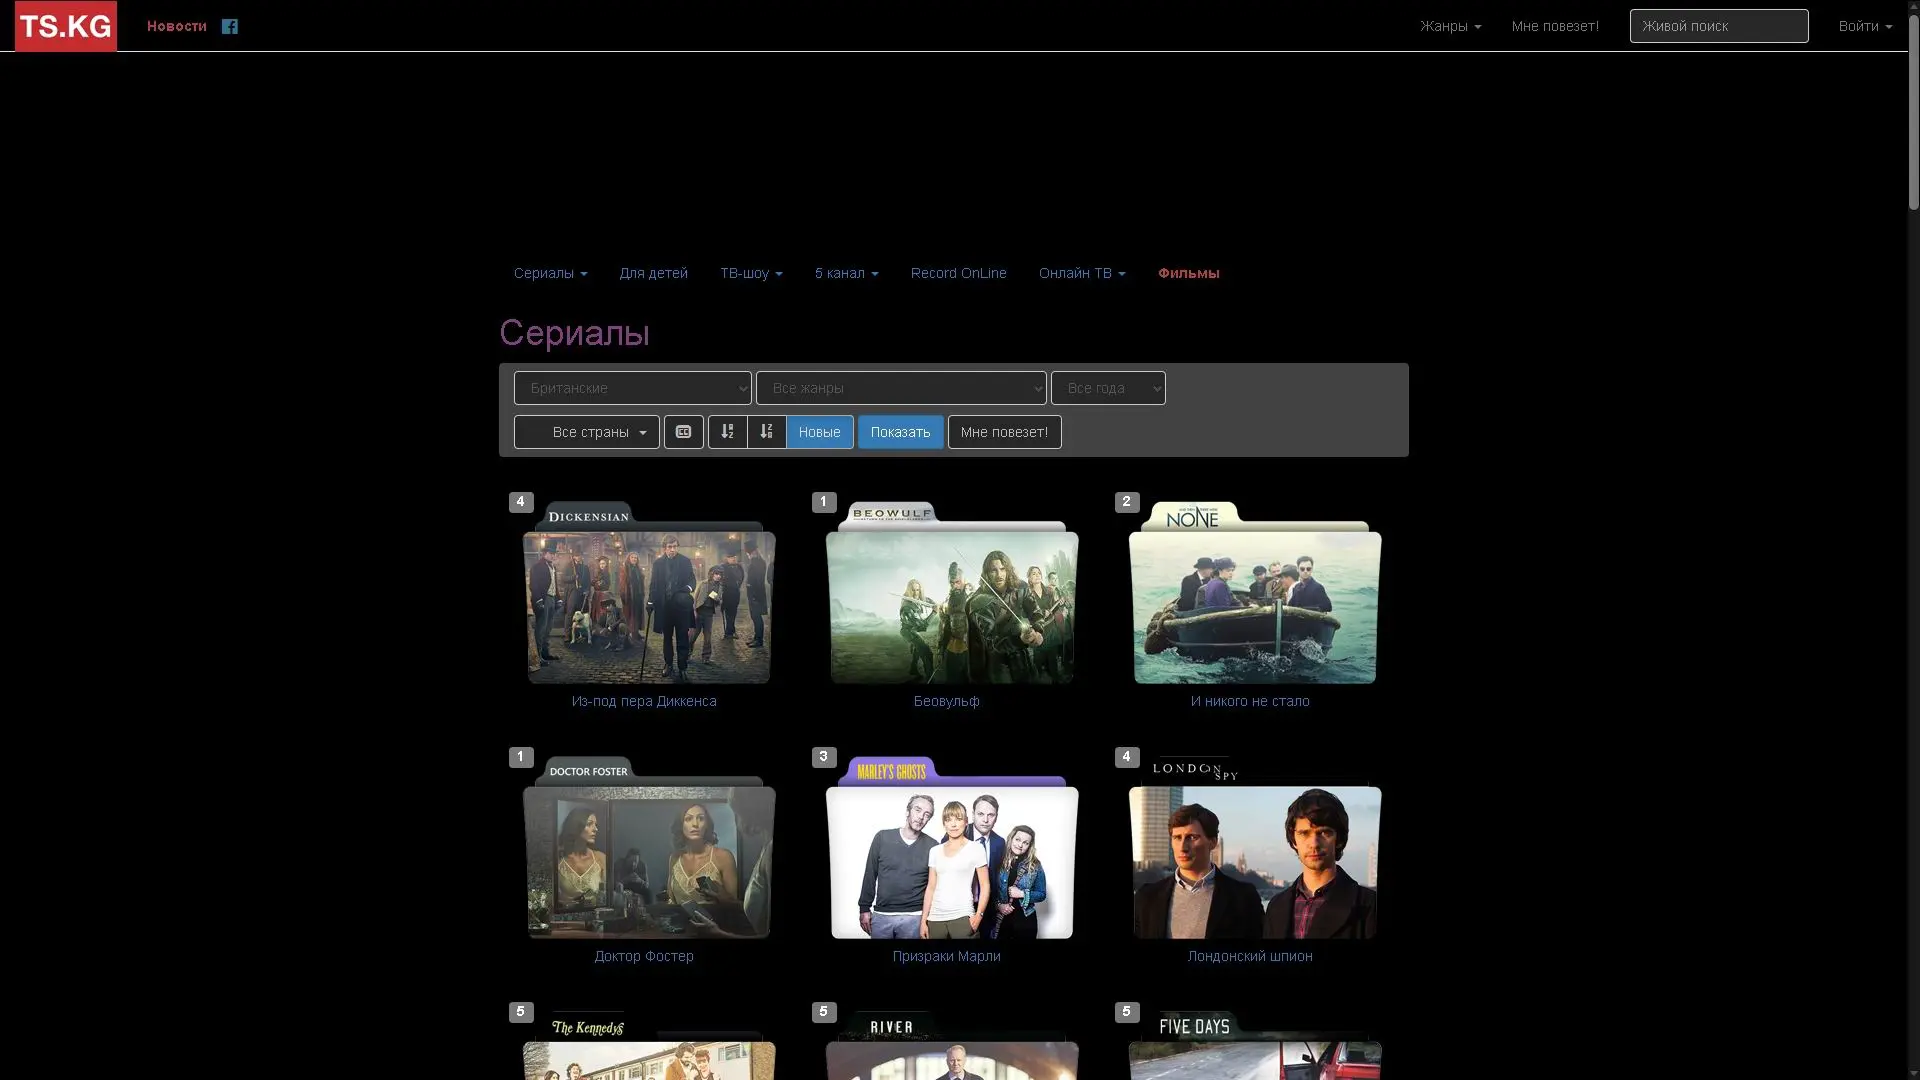 TS.KG Новости Жанры Мне повезет! Живой поиск Войти
Сериалы Для детей ТВ-шоу 5 канал Record OnLine Онлайн ТВ Фильмы
Сериалы
Британские Все жанры Все года
Все страны CC Новые Показать Мне повезет!
4 DICKENSIAN
1 BEOWULF
2 NONE
Из-под пера Диккенса
Беовульф
И никого не стало
1 DOCTOR FOSTER
3 MARLEY'S GHOSTS
4 LONDON SPY
Доктор Фостер
Призраки Марли
Лондонский шпион
5 The Kennedys
5 RIVER
5 FIVE DAYS